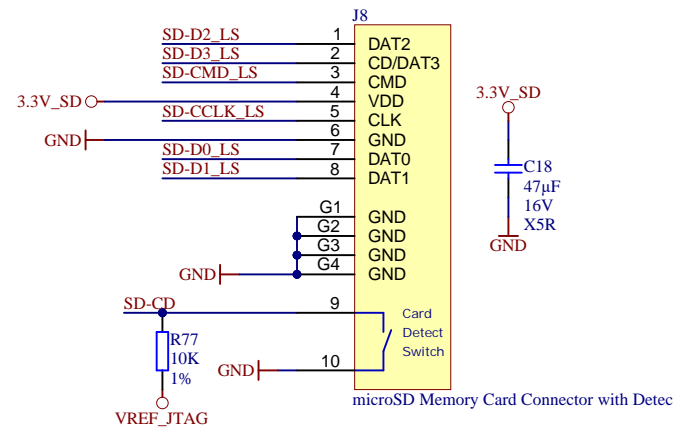 J8
SD-D2_LS 1 DAT2
SD-D3_LS 2 CD/DAT3
SD-CMD_LS 3 CMD
3.3V_SD 4 VDD
SD-CCLK_LS 5 CLK
GND 6 GND
SD-D0_LS 7 DAT0
SD-D1_LS 8 DAT1
G1 GND
G2 GND
G3 GND
GND G4 GND
SD-CD 9 Card
Detect
Switch
GND 10
R77
10K
1%
VREF_JTAG
microSD Memory Card Connector with Detec
3.3V_SD
C18
47µF
16V
X5R
GND